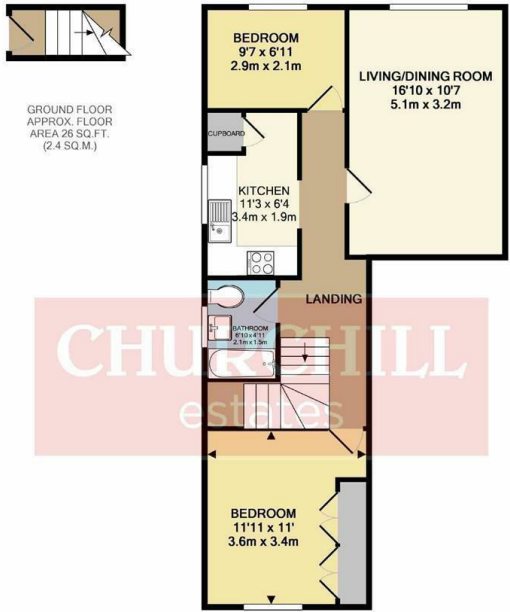 GROUND FLOOR
APPROX. FLOOR
AREA 26 SQ.FT.
(2.4 SQ.M.)
BEDROOM
9'7 x 6'11
2.9m x 2.1m
LIVING/DINING ROOM
16'10 x 10'7
5.1m x 3.2m
CUPBOARD
KITCHEN
11'3 x 6'4
3.4m x 1.9m
LANDING
BATHROOM
6'10 x 4'11
2.1m x 1.5m
CHURCHILL
estates
BEDROOM
11'11 x 11'
3.6m x 3.4m